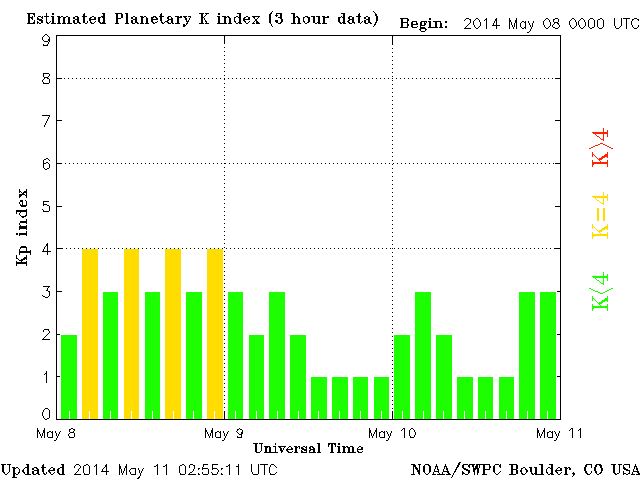 Estimated Planetary K index (3 hour data) Begin: 2014 May 08 0000 UTC
9
8
7
6
5
4
3
2
1
0
Kp index
K>4
K=4
K<4
May 8 May 9 May 10 May 11
Universal Time
Updated 2014 May 11 02:55:11 UTC NOAA/SWPC Boulder, CO USA